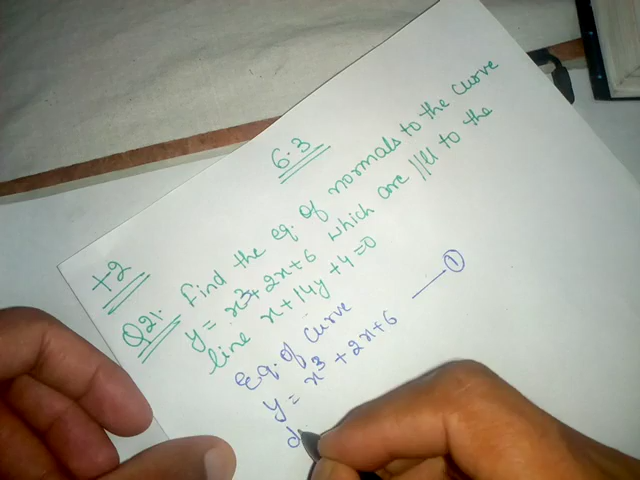 6.3
+2
Q21. Find the eq. of normals to the curve
y = x³+2x+6 which are //ll to the
line x+14y+4=0
Eq. of curve
y = x³ +2x+6 —— ①
d